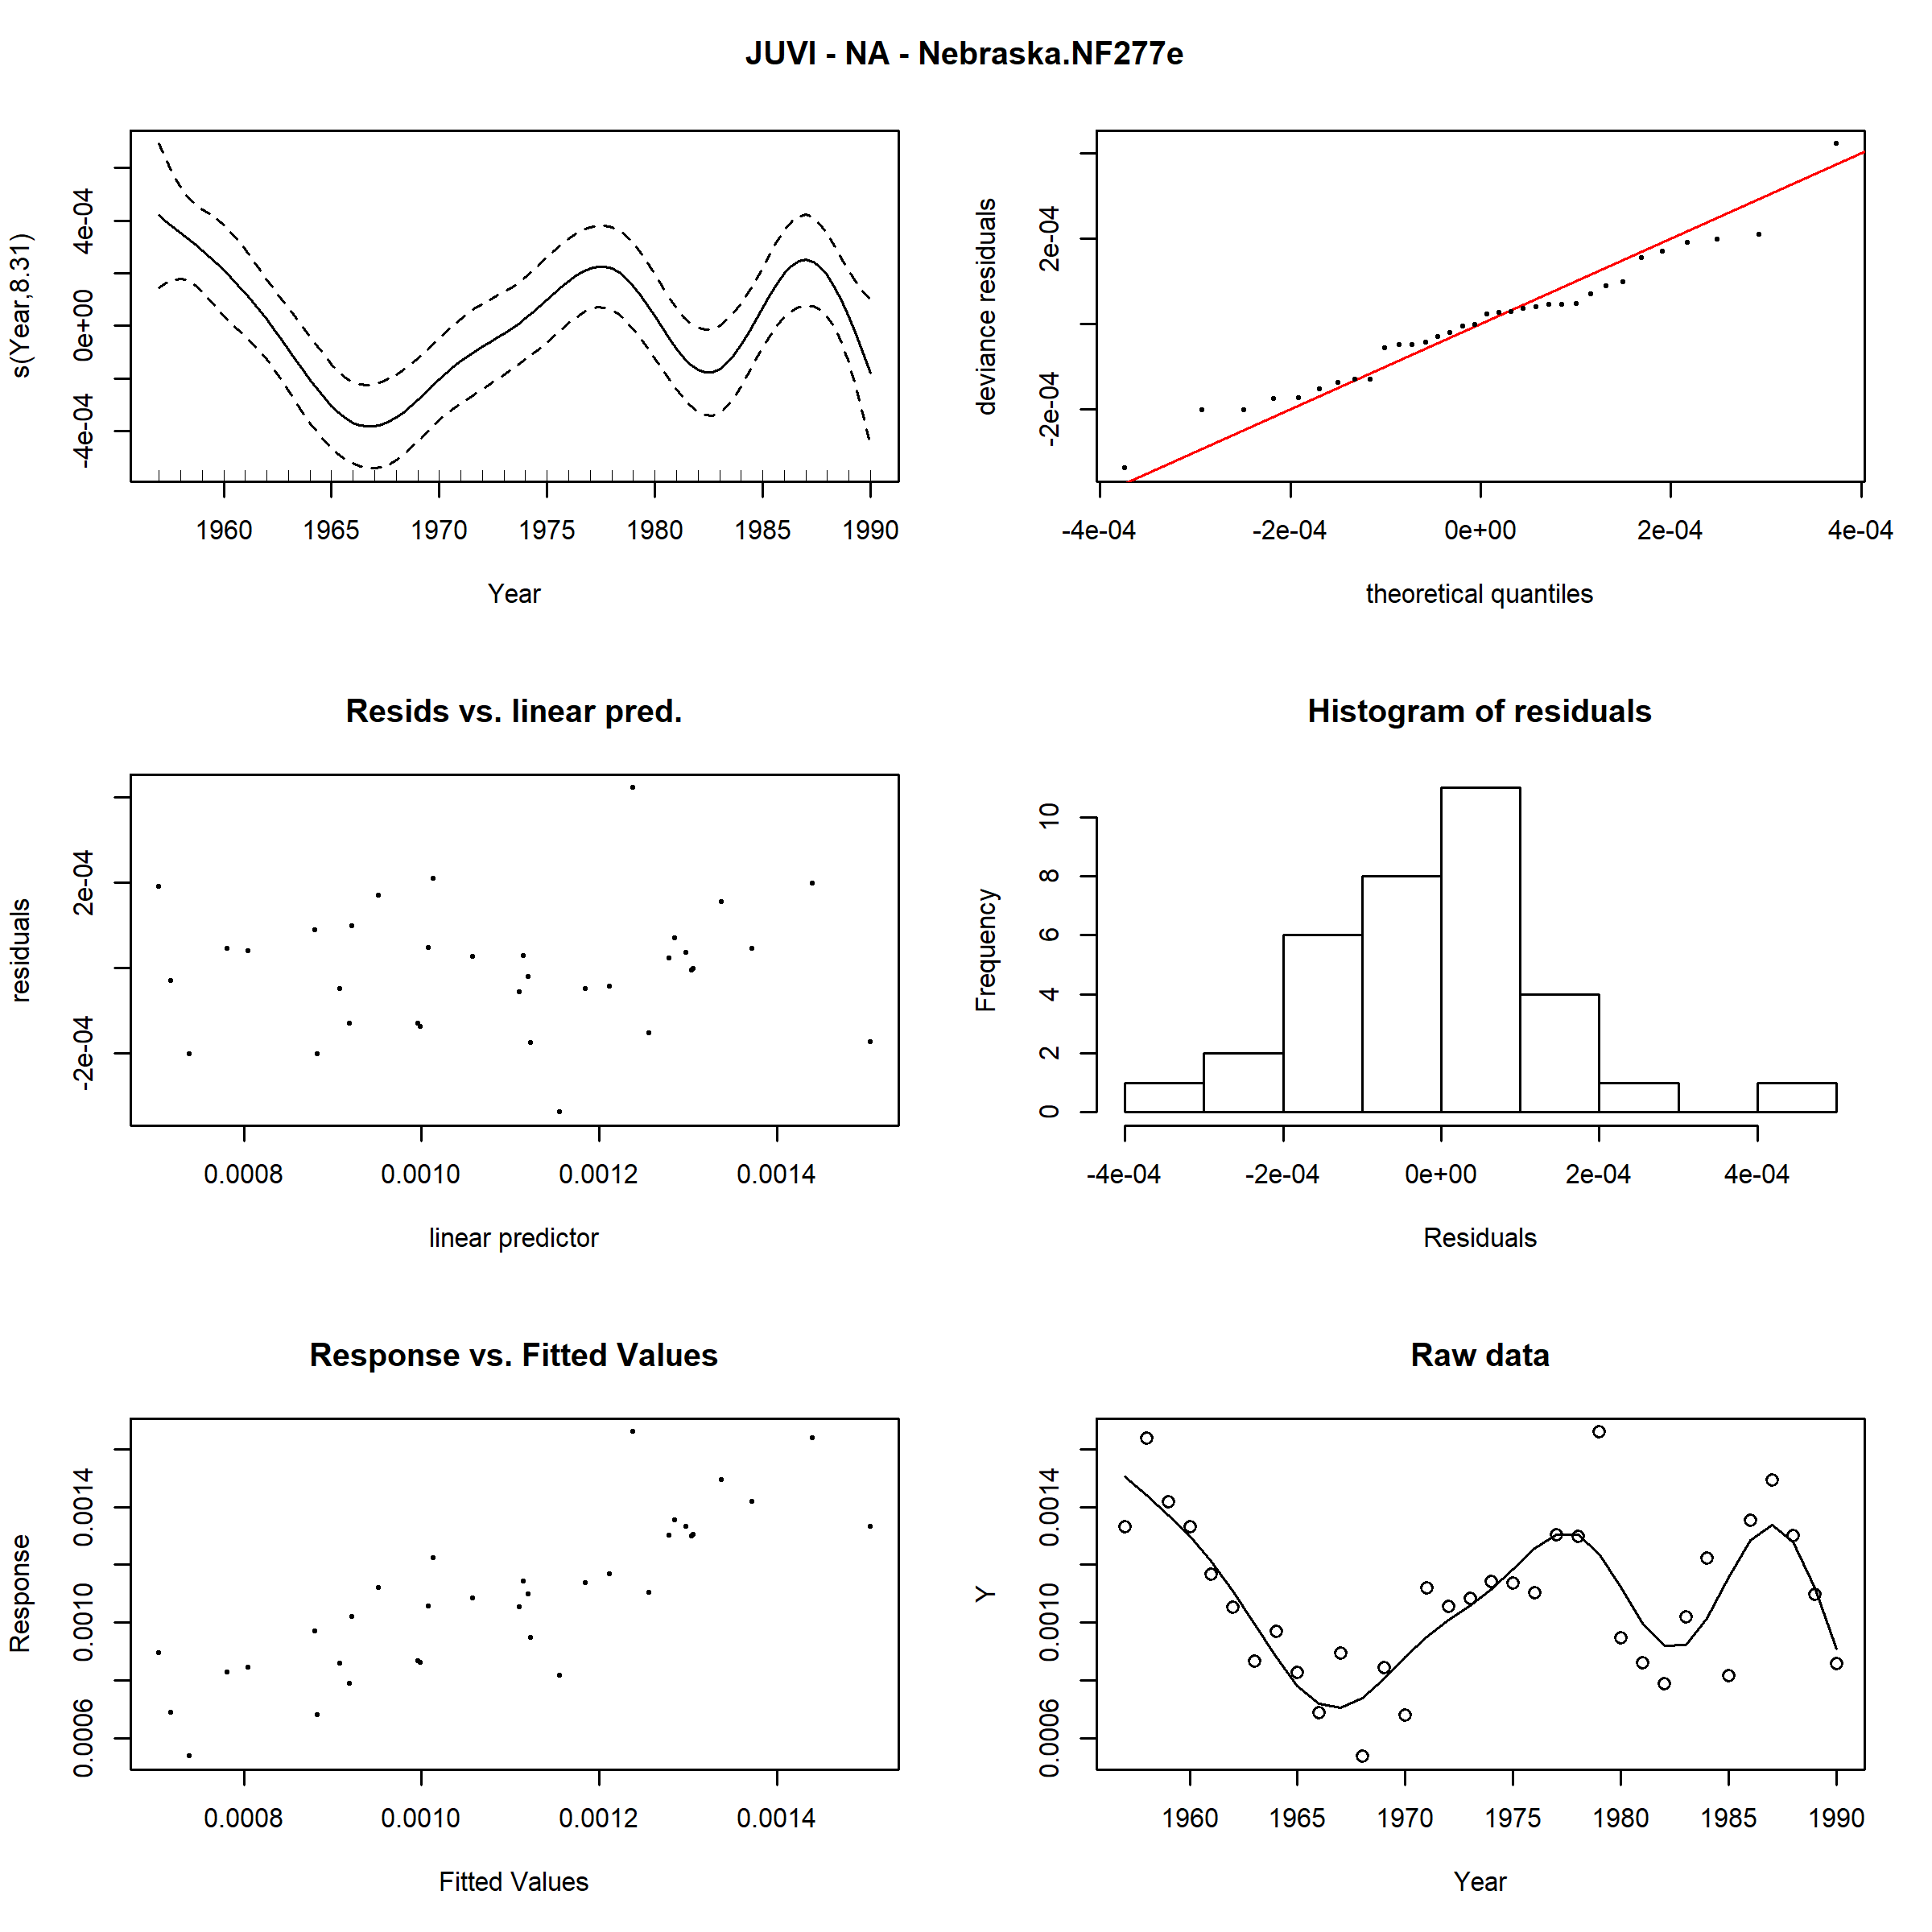 JUVI - NA - Nebraska.NF277e
s(Year,8.31)
-4e-04 0e+00 4e-04
1960 1965 1970 1975 1980 1985 1990
Year
deviance residuals
-2e-04 2e-04
-4e-04 -2e-04 0e+00 2e-04 4e-04
theoretical quantiles
Resids vs. linear pred.
residuals
-2e-04 2e-04
0.0008 0.0010 0.0012 0.0014
linear predictor
Histogram of residuals
Frequency
0 2 4 6 8 10
-4e-04 -2e-04 0e+00 2e-04 4e-04
Residuals
Response vs. Fitted Values
Response
0.0006 0.0010 0.0014
0.0008 0.0010 0.0012 0.0014
Fitted Values
Raw data
Y
0.0006 0.0010 0.0014
1960 1965 1970 1975 1980 1985 1990
Year